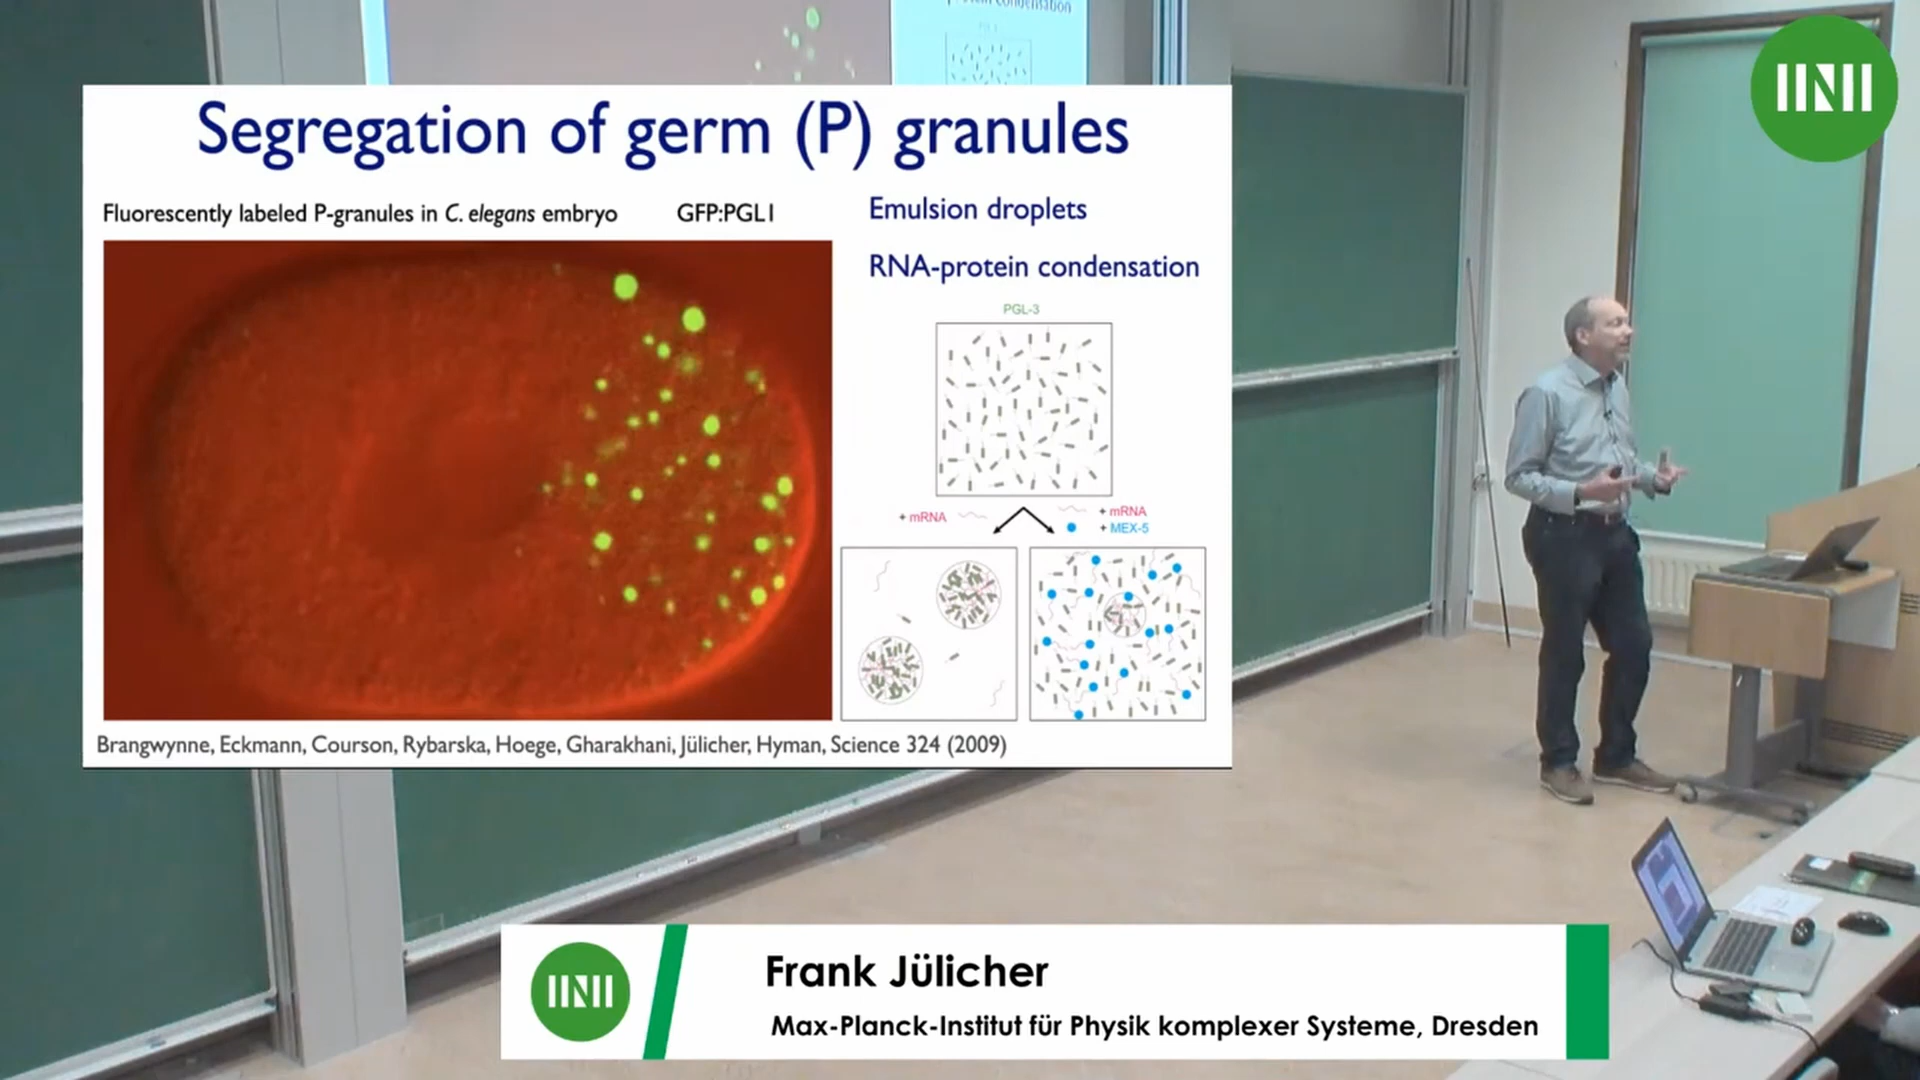 protein condensation
Segregation of germ (P) granules
Fluorescently labeled P-granules in C. elegans embryo
GFP:PGL1
Emulsion droplets
RNA-protein condensation
PGL-3
+ mRNA
+ mRNA
+ MEX-5
Brangwynne, Eckmann, Courson, Rybarska, Hoege, Gharakhani, Jülicher, Hyman, Science 324 (2009)
Frank Jülicher
Max-Planck-Institut für Physik komplexer Systeme, Dresden